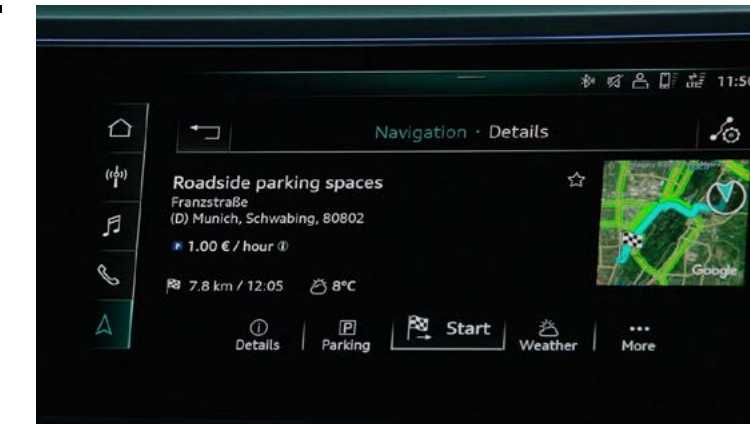 LTE 11:50
Navigation · Details
Roadside parking spaces
Franzstraße
(D) Munich, Schwabing, 80802
P 1.00 € / hour
7.8 km / 12:05 8°C
Google
Details
P
Parking
Start
Weather
More